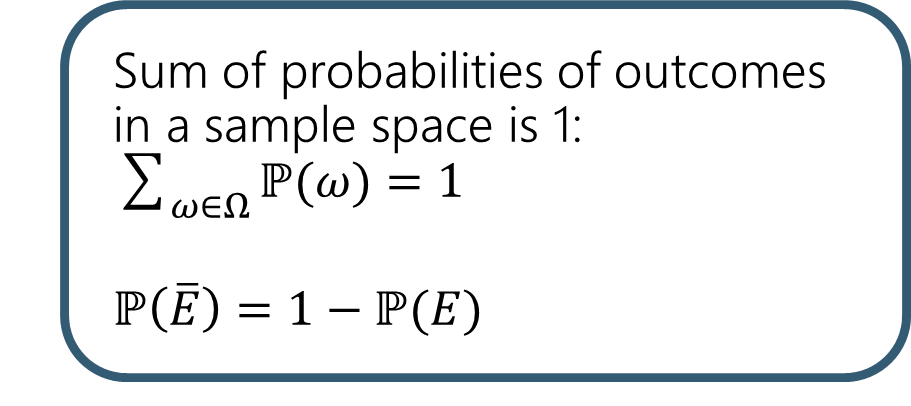 Sum of probabilities of outcomes
in a sample space is 1:
∑_{ω∈Ω} ℙ(ω) = 1
ℙ(E̅) = 1 − ℙ(E)